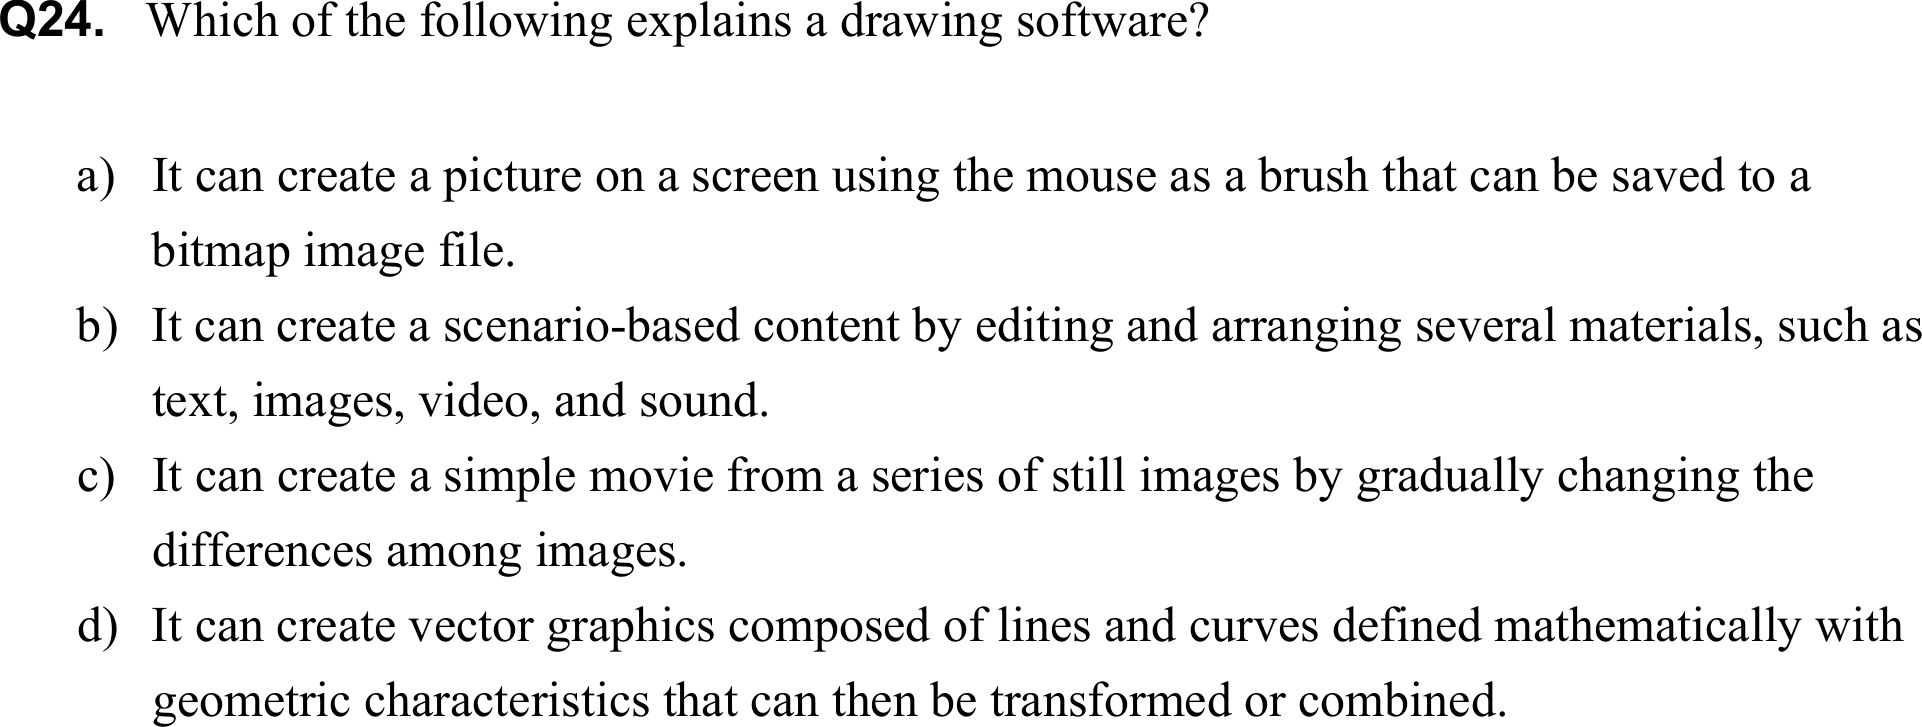 Q24. Which of the following explains a drawing software?
a) It can create a picture on a screen using the mouse as a brush that can be saved to a
bitmap image file.
b) It can create a scenario-based content by editing and arranging several materials, such as
text, images, video, and sound.
c) It can create a simple movie from a series of still images by gradually changing the
differences among images.
d) It can create vector graphics composed of lines and curves defined mathematically with
geometric characteristics that can then be transformed or combined.